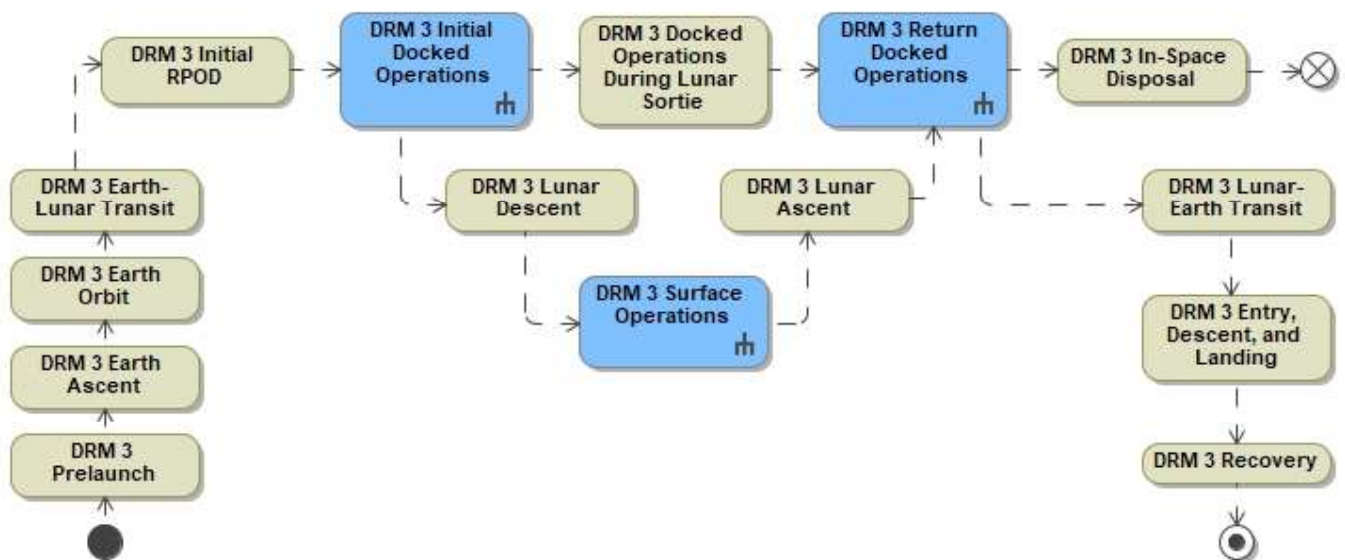 DRM 3 Initial
RPOD
DRM 3 Initial
Docked
Operations
DRM 3 Docked
Operations
During Lunar
Sortie
DRM 3 Return
Docked
Operations
DRM 3 In-Space
Disposal
DRM 3 Earth-
Lunar Transit
DRM 3 Lunar
Descent
DRM 3 Lunar
Ascent
DRM 3 Lunar-
Earth Transit
DRM 3 Earth
Orbit
DRM 3 Surface
Operations
DRM 3 Entry,
Descent, and
Landing
DRM 3 Earth
Ascent
DRM 3
Prelaunch
DRM 3 Recovery